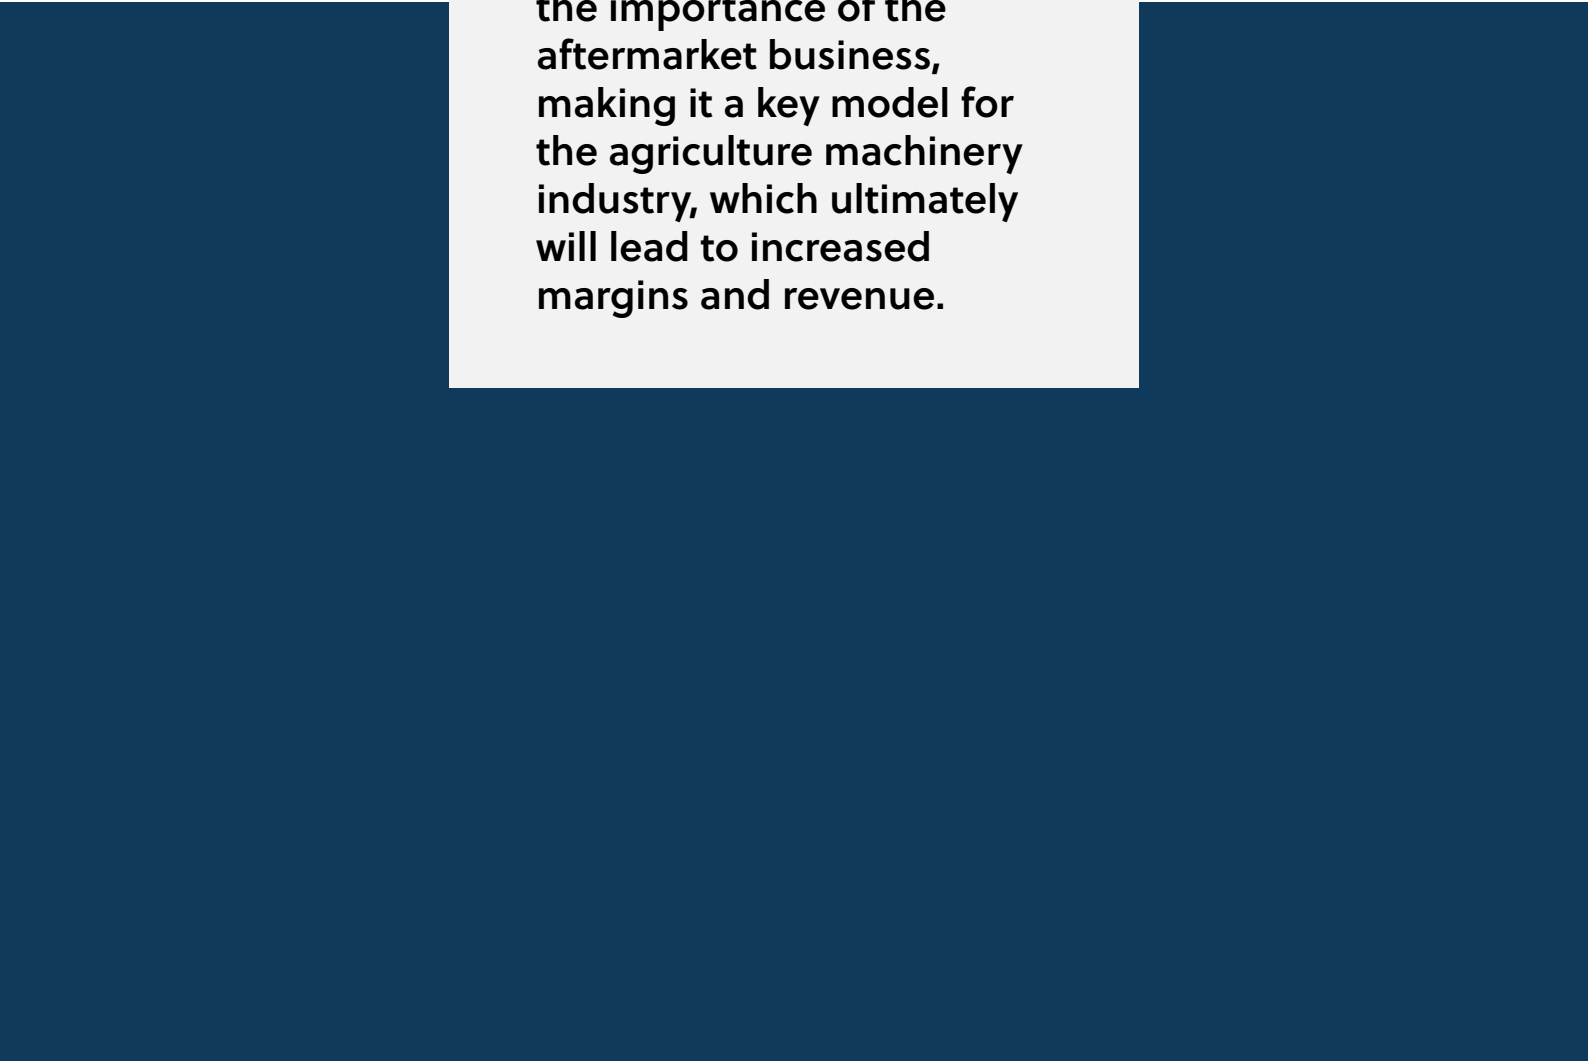 the importance of the
aftermarket business,
making it a key model for
the agriculture machinery
industry, which ultimately
will lead to increased
margins and revenue.